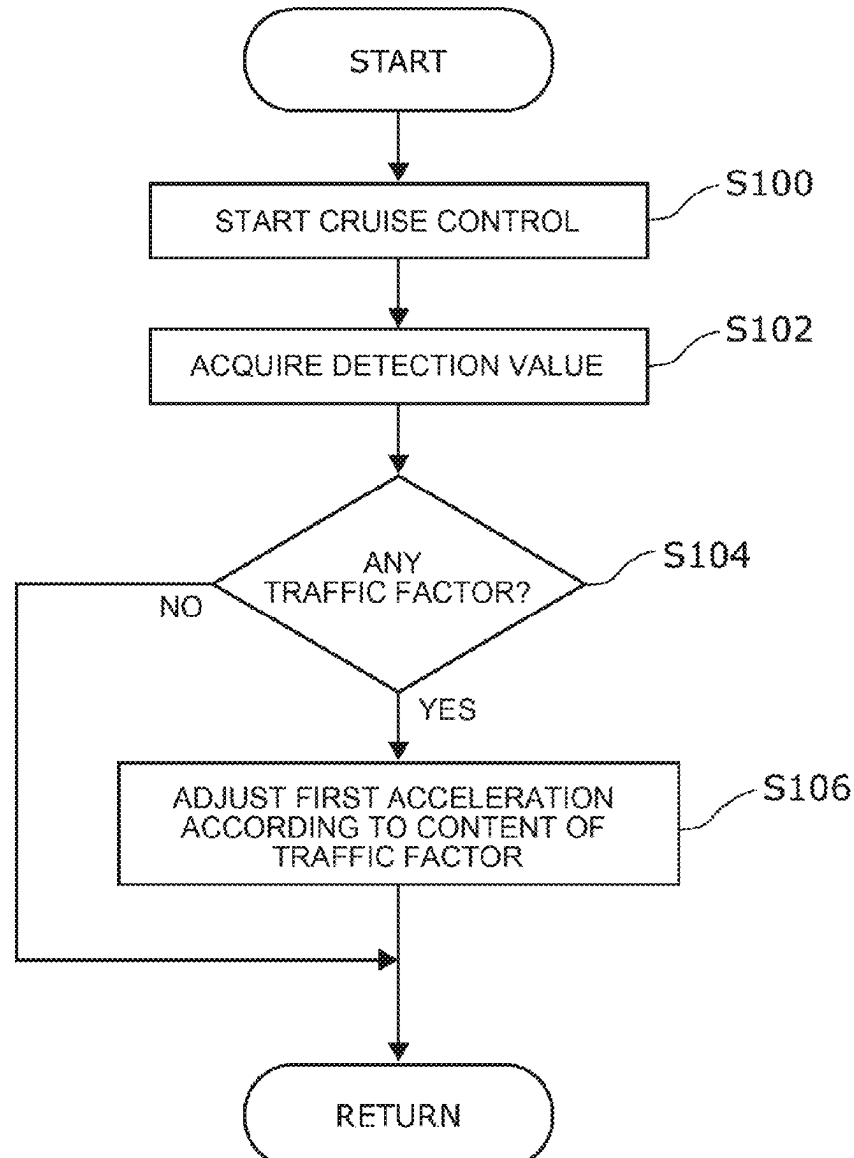 START
S100
START CRUISE CONTROL
S102
ACQUIRE DETECTION VALUE
S104
ANY
TRAFFIC FACTOR?
NO
YES
S106
ADJUST FIRST ACCELERATION
ACCORDING TO CONTENT OF
TRAFFIC FACTOR
RETURN